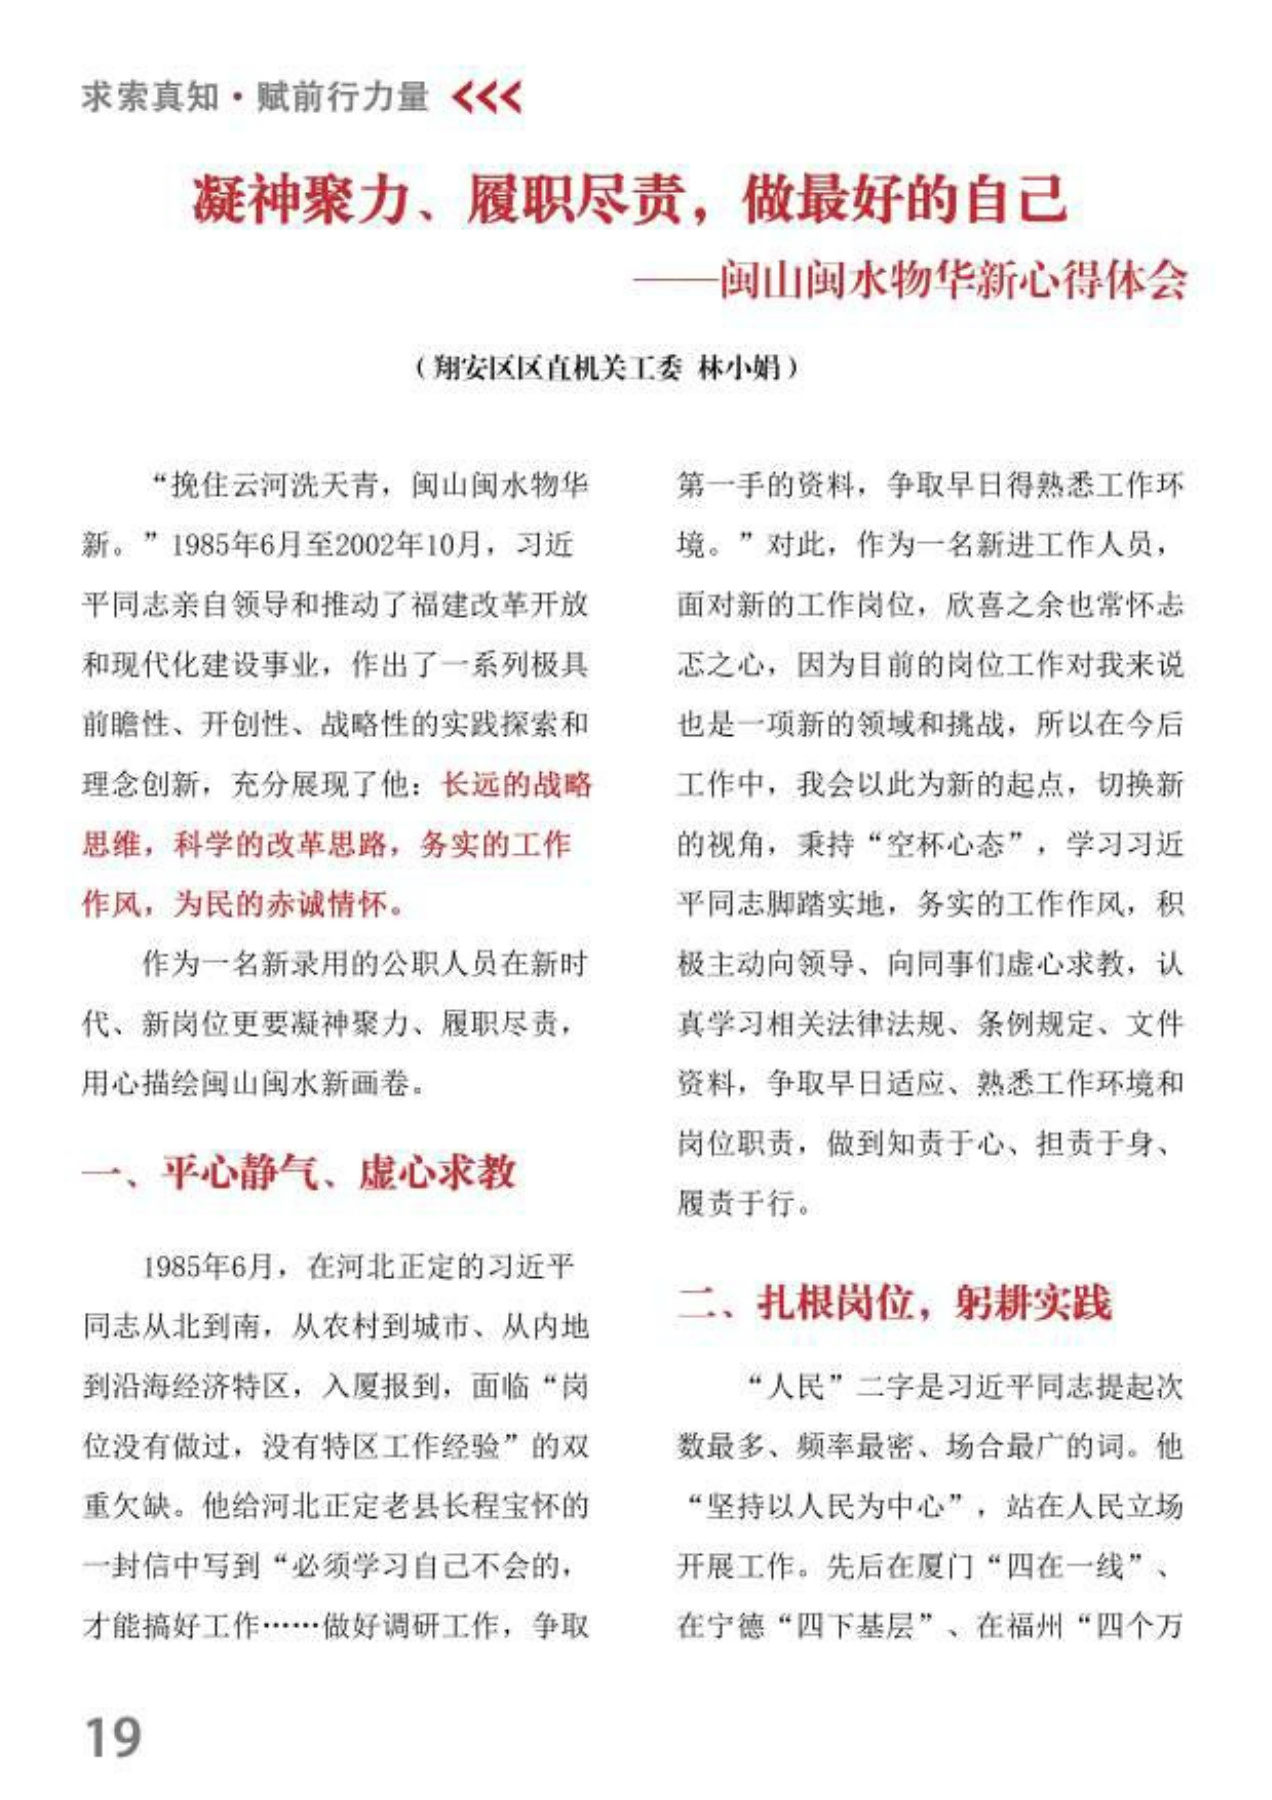 求索真知·赋前行力量 <<<
凝神聚力、履职尽责，做最好的自己
——闽山闽水物华新心得体会
（翔安区区直机关工委 林小娟）
“挽住云河洗天青，闽山闽水物华
新。”1985年6月至2002年10月，习近
平同志亲自领导和推动了福建改革开放
和现代化建设事业，作出了一系列极具
前瞻性、开创性、战略性的实践探索和
理念创新，充分展现了他：长远的战略
思维，科学的改革思路，务实的工作
作风，为民的赤诚情怀。
作为一名新录用的公职人员在新时
代、新岗位更要凝神聚力、履职尽责，
用心描绘闽山闽水新画卷。
一、平心静气、虚心求教
1985年6月，在河北正定的习近平
同志从北到南，从农村到城市、从内地
到沿海经济特区，入厦报到，面临“岗
位没有做过，没有特区工作经验”的双
重欠缺。他给河北正定老县长程宝怀的
一封信中写到“必须学习自己不会的，
才能搞好工作……做好调研工作，争取
第一手的资料，争取早日得熟悉工作环
境。”对此，作为一名新进工作人员，
面对新的工作岗位，欣喜之余也常怀忐
忑之心，因为目前的岗位工作对我来说
也是一项新的领域和挑战，所以在今后
工作中，我会以此为新的起点，切换新
的视角，秉持“空杯心态”，学习习近
平同志脚踏实地，务实的工作作风，积
极主动向领导、向同事们虚心求教，认
真学习相关法律法规、条例规定、文件
资料，争取早日适应、熟悉工作环境和
岗位职责，做到知责于心、担责于身、
履责于行。
二、扎根岗位，躬耕实践
“人民”二字是习近平同志提起次
数最多、频率最密、场合最广的词。他
“坚持以人民为中心”，站在人民立场
开展工作。先后在厦门“四在一线”、
在宁德“四下基层”、在福州“四个万
19